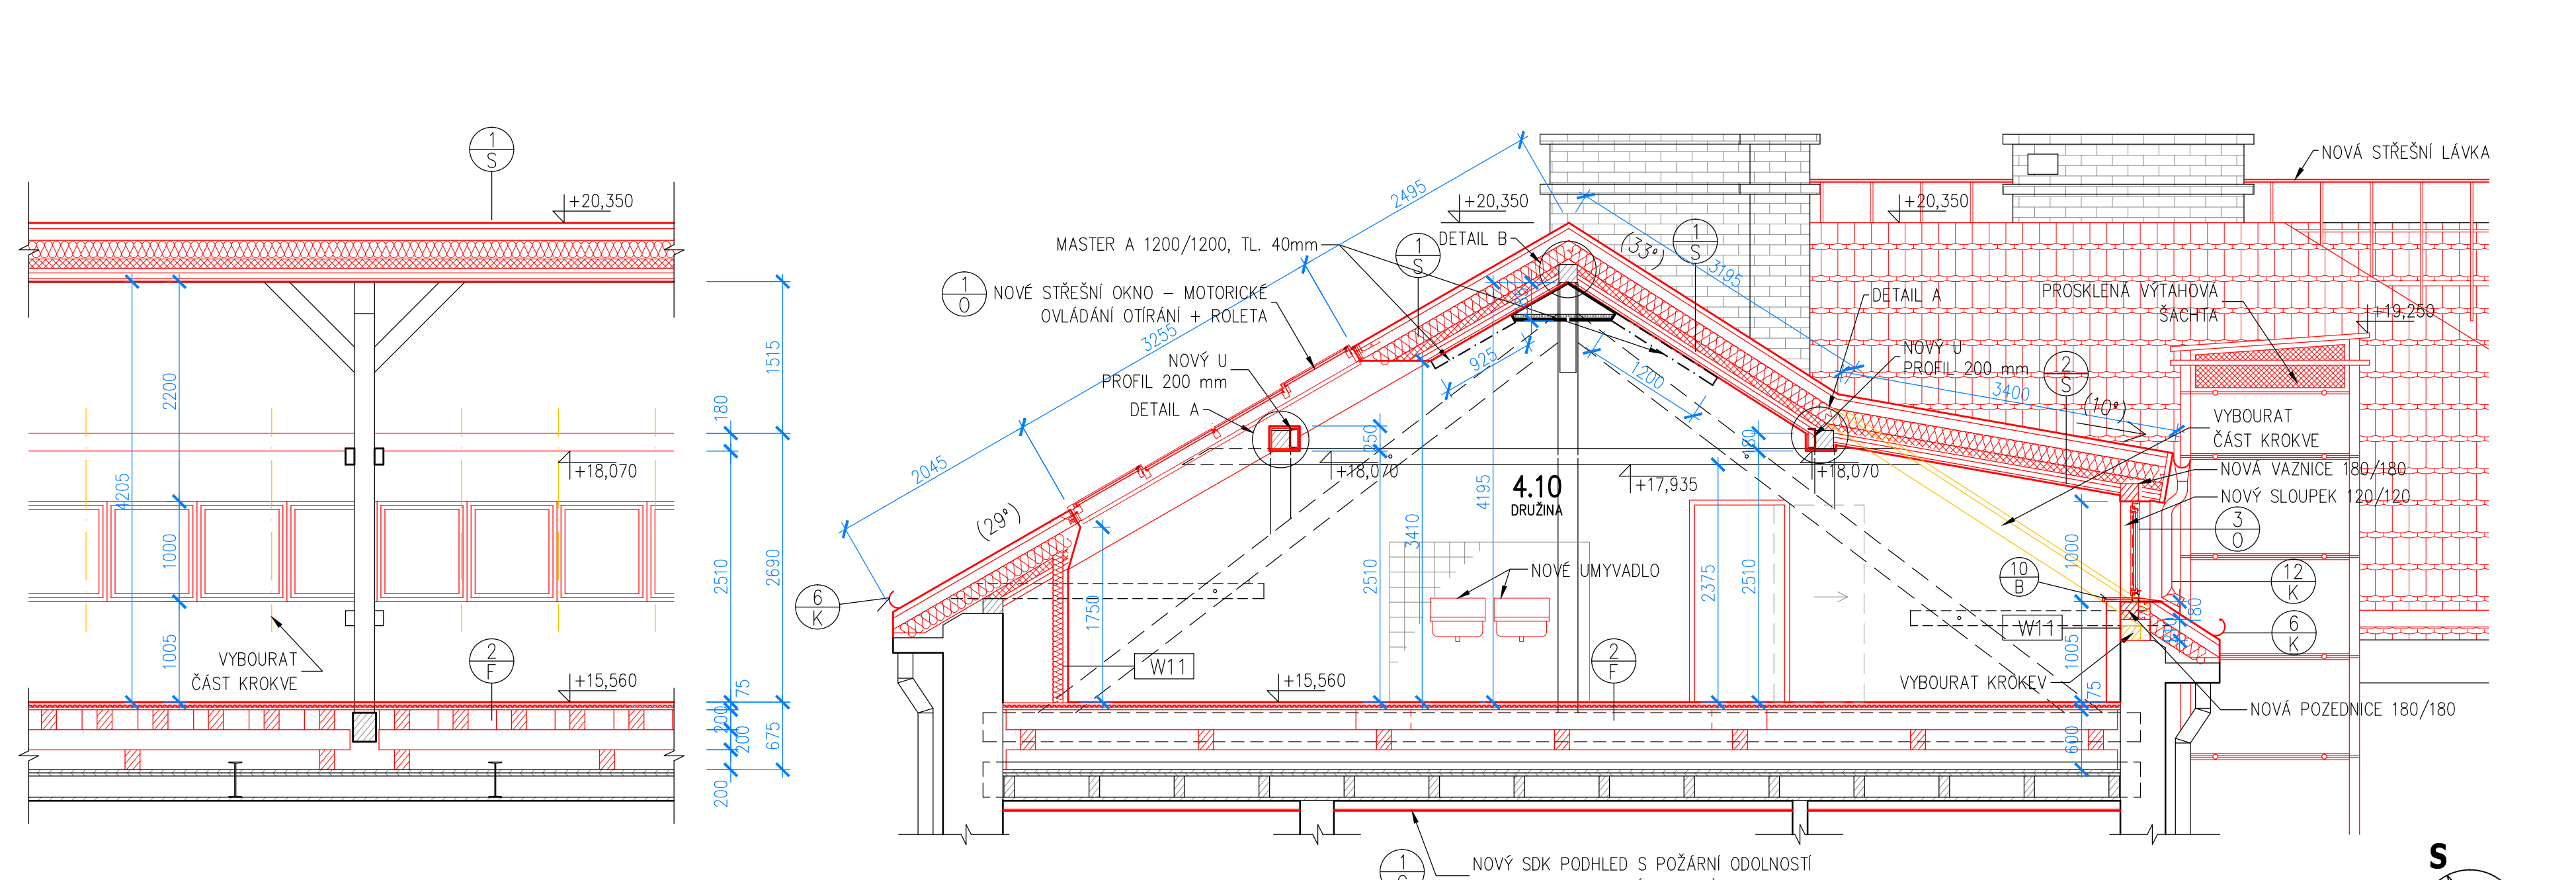 1
S
+20,350
4205
2200
1000
1005
+18,070
VYBOURAT
ČÁST KROKVE
2
F
+15,560
1515
180
2510
2690
75
200
200
675
200
2045
3255
2495
(29°)
MASTER A 1200/1200, TL. 40mm
1
O
NOVÉ STŘEŠNÍ OKNO – MOTORICKÉ
OVLÁDÁNÍ OTÍRÁNÍ + ROLETA
NOVÝ U
PROFIL 200 mm
DETAIL A
1
S
DETAIL B
+20,350
(33°)
1
S
3195
+20,350
NOVÁ STŘEŠNÍ LÁVKA
DETAIL A
NOVÝ U
PROFIL 200 mm
PROSKLENÁ VÝTAHOVÁ
ŠACHTA
+19,250
3400
2
S
(10°)
VYBOURAT
ČÁST KROKVE
NOVÁ VAZNICE 180/180
NOVÝ SLOUPEK 120/120
3
O
10
B
12
K
6
K
925
1200
250
180
+18,070
+17,935
+18,070
4.10
DRUŽINA
4195
3410
2510
1750
2375
2510
NOVÉ UMYVADLO
1000
1005
180
75
600
6
K
W11
W11
+15,560
2
F
VYBOURAT KROKEV
NOVÁ POZEDNICE 180/180
1
NOVÝ SDK PODHLED S POŽÁRNÍ ODOLNOSTÍ
S